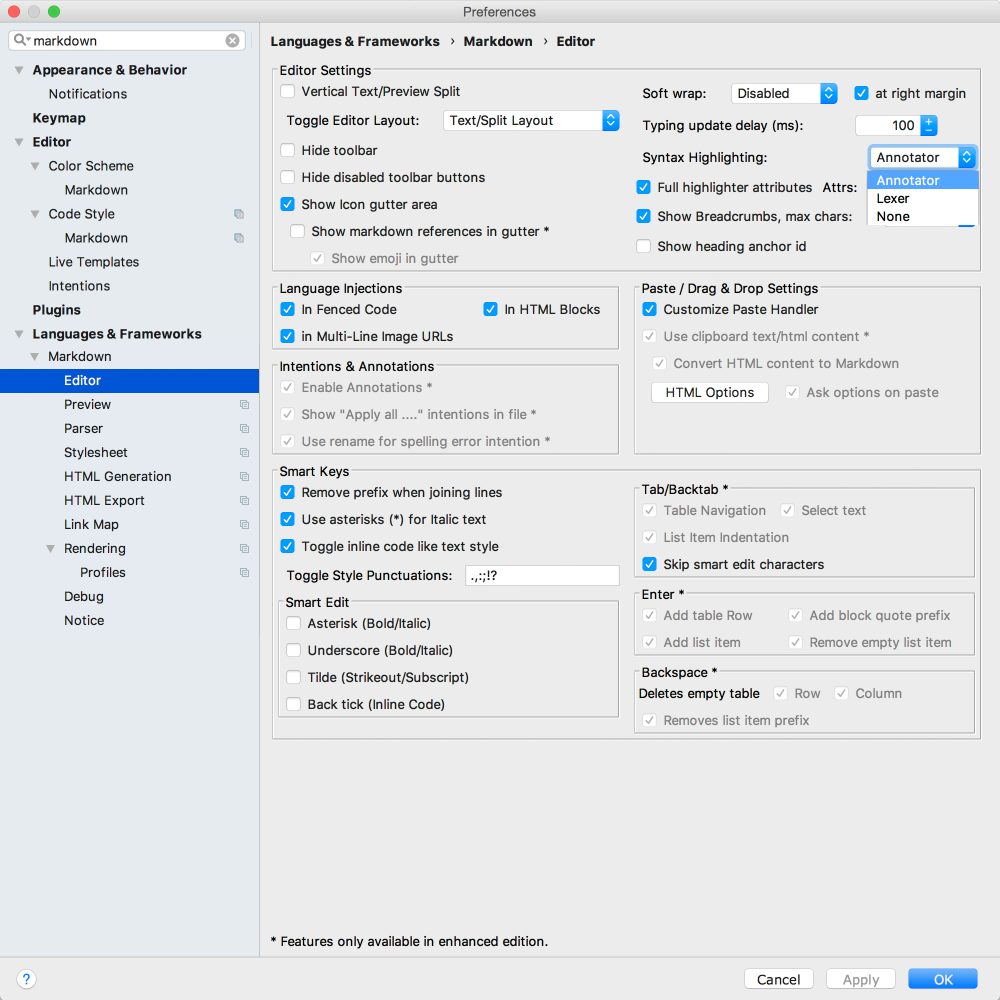 Preferences
markdown
Appearance & Behavior
Notifications
Keymap
Editor
Color Scheme
Markdown
Code Style
Markdown
Live Templates
Intentions
Plugins
Languages & Frameworks
Markdown
Editor
Preview
Parser
Stylesheet
HTML Generation
HTML Export
Link Map
Rendering
Profiles
Debug
Notice
Languages & Frameworks › Markdown › Editor
Editor Settings
Vertical Text/Preview Split
Toggle Editor Layout: Text/Split Layout
Hide toolbar
Hide disabled toolbar buttons
Show Icon gutter area
Show markdown references in gutter *
Show emoji in gutter
Soft wrap: Disabled at right margin
Typing update delay (ms): 100
Syntax Highlighting: Annotator
Annotator
Lexer
None
Full highlighter attributes Attrs:
Show Breadcrumbs, max chars:
Show heading anchor id
Language Injections
In Fenced Code In HTML Blocks
in Multi-Line Image URLs
Intentions & Annotations
Enable Annotations *
Show "Apply all ...." intentions in file *
Use rename for spelling error intention *
Paste / Drag & Drop Settings
Customize Paste Handler
Use clipboard text/html content *
Convert HTML content to Markdown
HTML Options Ask options on paste
Smart Keys
Remove prefix when joining lines
Use asterisks (*) for Italic text
Toggle inline code like text style
Toggle Style Punctuations: .,:;!?
Smart Edit
Asterisk (Bold/Italic)
Underscore (Bold/Italic)
Tilde (Strikeout/Subscript)
Back tick (Inline Code)
Tab/Backtab *
Table Navigation Select text
List Item Indentation
Skip smart edit characters
Enter *
Add table Row Add block quote prefix
Add list item Remove empty list item
Backspace *
Deletes empty table Row Column
Removes list item prefix
* Features only available in enhanced edition.
? Cancel Apply OK